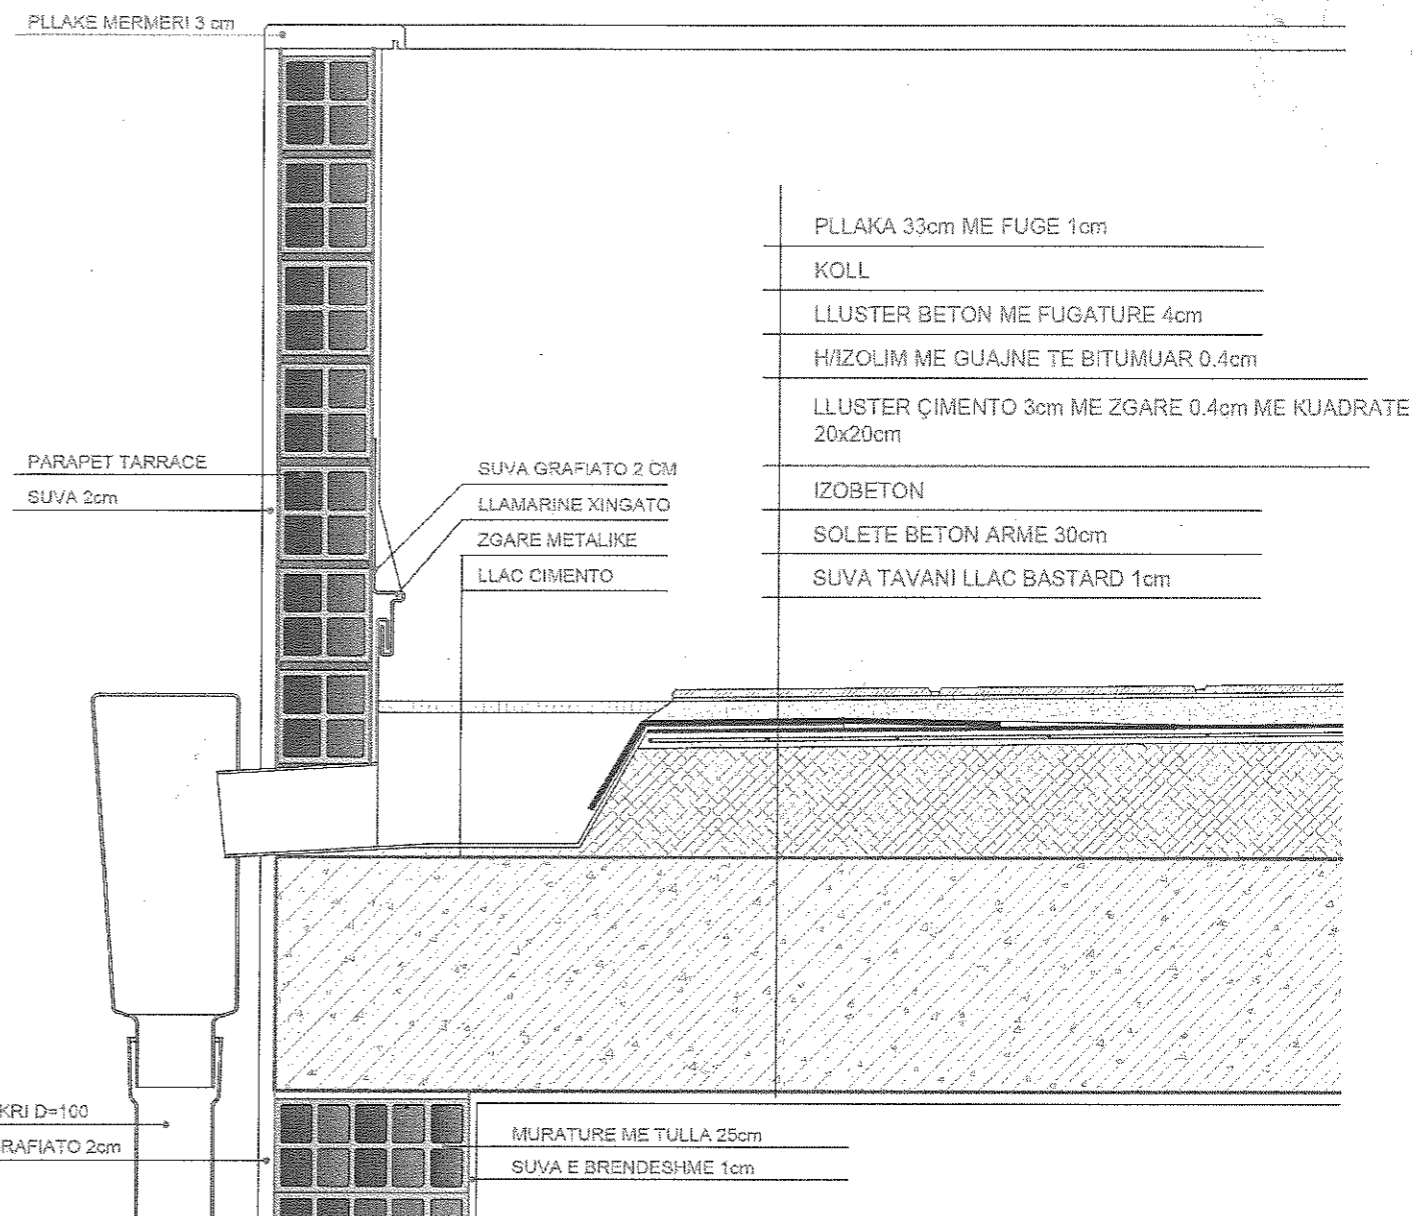 PLLAKE MERMERI 3 cm
PLLAKA 33cm ME FUGE 1cm
KOLL
LLUSTER BETON ME FUGATURE 4cm
H/IZOLIM ME GUAJNE TE BITUMUAR 0.4cm
LLUSTER ÇIMENTO 3cm ME ZGARE 0.4cm ME KUADRATE
20x20cm
IZOBETON
SOLETE BETON ARME 30cm
SUVA TAVANI LLAC BASTARD 1cm
PARAPET TARRACE
SUVA 2cm
SUVA GRAFIATO 2 CM
LLAMARINE XINGATO
ZGARE METALIKE
LLAC CIMENTO
KRI D=100
RAFIATO 2cm
MURATURE ME TULLA 25cm
SUVA E BRENDESHME 1cm